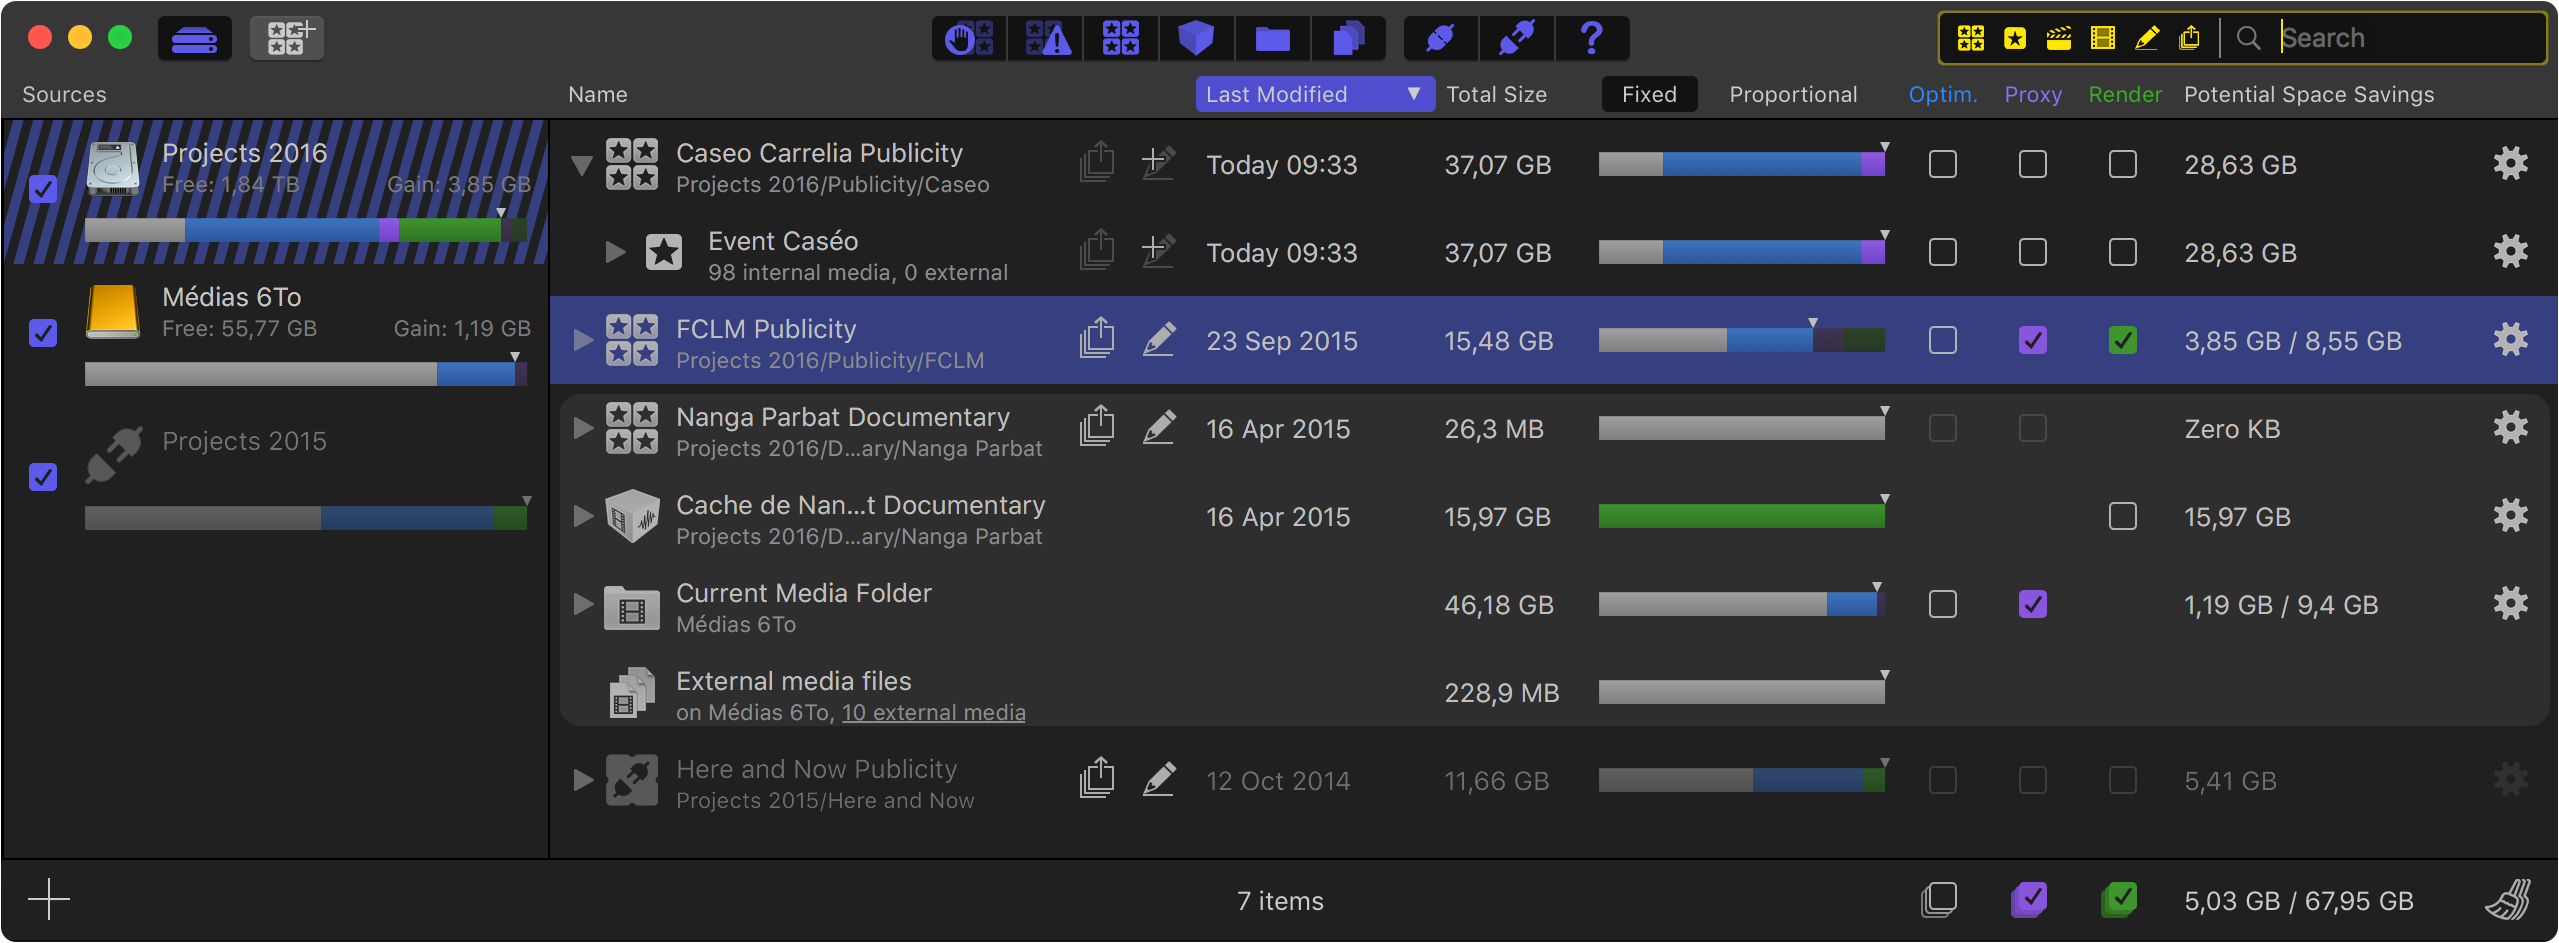 Search
Sources
Name
Last Modified ▼
Total Size
Fixed
Proportional
Optim.
Proxy
Render
Potential Space Savings
Projects 2016
Free: 1,84 TB
Gain: 3,85 GB
Médias 6To
Free: 55,77 GB
Gain: 1,19 GB
Projects 2015
Caseo Carrelia Publicity
Projects 2016/Publicity/Caseo
Today 09:33
37,07 GB
28,63 GB
Event Caséo
98 internal media, 0 external
Today 09:33
37,07 GB
28,63 GB
FCLM Publicity
Projects 2016/Publicity/FCLM
23 Sep 2015
15,48 GB
3,85 GB / 8,55 GB
Nanga Parbat Documentary
Projects 2016/D...ary/Nanga Parbat
16 Apr 2015
26,3 MB
Zero KB
Cache de Nan...t Documentary
Projects 2016/D...ary/Nanga Parbat
16 Apr 2015
15,97 GB
15,97 GB
Current Media Folder
Médias 6To
46,18 GB
1,19 GB / 9,4 GB
External media files
on Médias 6To, 10 external media
228,9 MB
Here and Now Publicity
Projects 2015/Here and Now
12 Oct 2014
11,66 GB
5,41 GB
7 items
5,03 GB / 67,95 GB